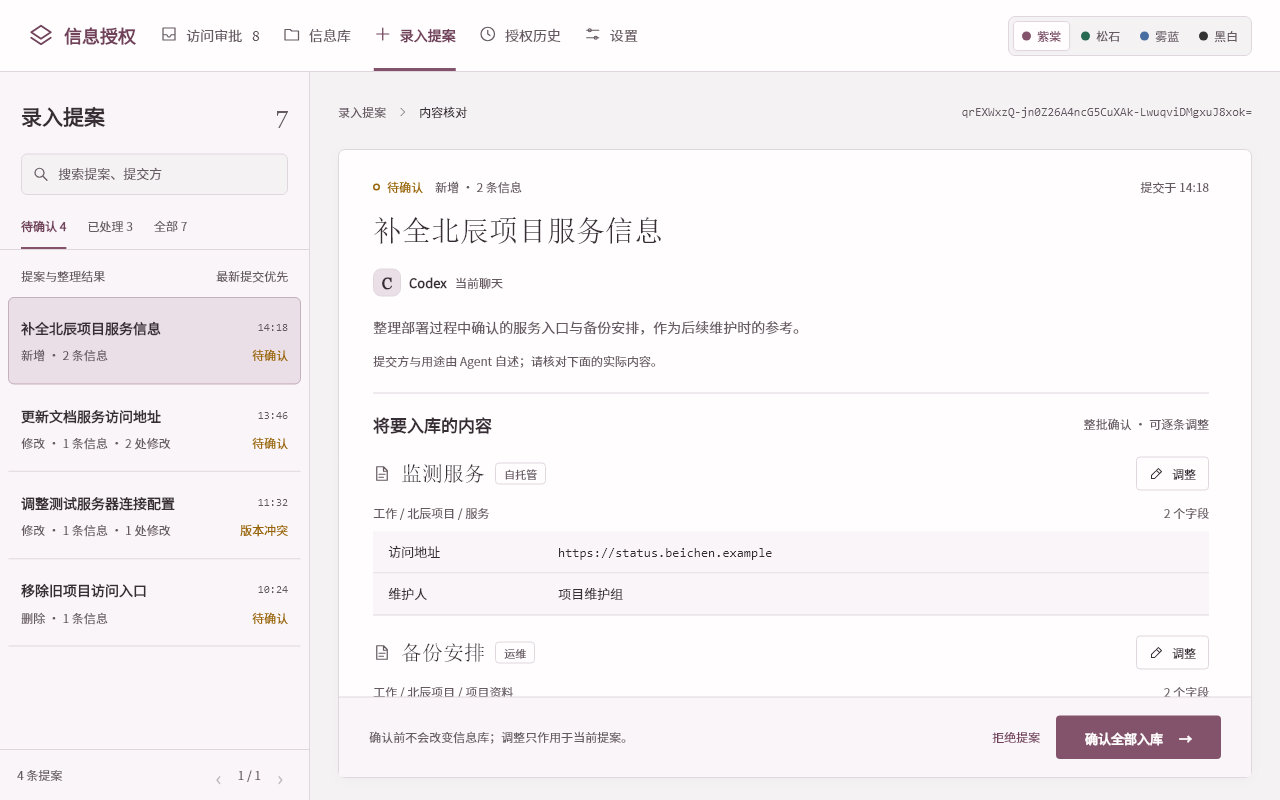 信息授权
访问审批 8
信息库
录入提案
授权历史
设置
紫棠
松石
雾蓝
黑白
录入提案
7
搜索提案、提交方
待确认 4
已处理 3
全部 7
提案与整理结果
最新提交优先
补全北辰项目服务信息 14:18
新增 · 2 条信息 待确认
更新文档服务访问地址 13:46
修改 · 1 条信息 · 2 处修改 待确认
调整测试服务器连接配置 11:32
修改 · 1 条信息 · 1 处修改 版本冲突
移除旧项目访问入口 10:24
删除 · 1 条信息 待确认
4 条提案
‹ 1 / 1 ›
录入提案 > 内容核对
qrEXWxzQ-jn0Z26A4ncG5CuXAk-LwuqviDMgxuJ8xok=
待确认 新增 · 2 条信息
提交于 14:18
补全北辰项目服务信息
C Codex 当前聊天
整理部署过程中确认的服务入口与备份安排，作为后续维护时的参考。
提交方与用途由 Agent 自述；请核对下面的实际内容。
将要入库的内容
整批确认 · 可逐条调整
监测服务 自托管
调整
工作 / 北辰项目 / 服务
2 个字段
访问地址 https://status.beichen.example
维护人 项目维护组
备份安排 运维
调整
工作 / 北辰项目 / 项目资料
2 个字段
确认前不会改变信息库；调整只作用于当前提案。
拒绝提案
确认全部入库 →